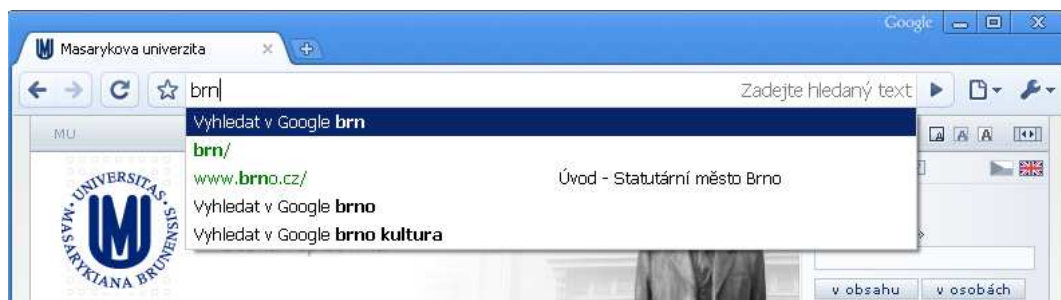 Google
Masarykova univerzita
brn Zadejte hledaný text
Vyhledat v Google brn
brn/
www.brno.cz/ Úvod - Statutární město Brno
Vyhledat v Google brno
Vyhledat v Google brno kultura
MU
A A A
UNIVERSITAS MASARYKIANA BRUNENSIS
MU
v obsahu v osobách